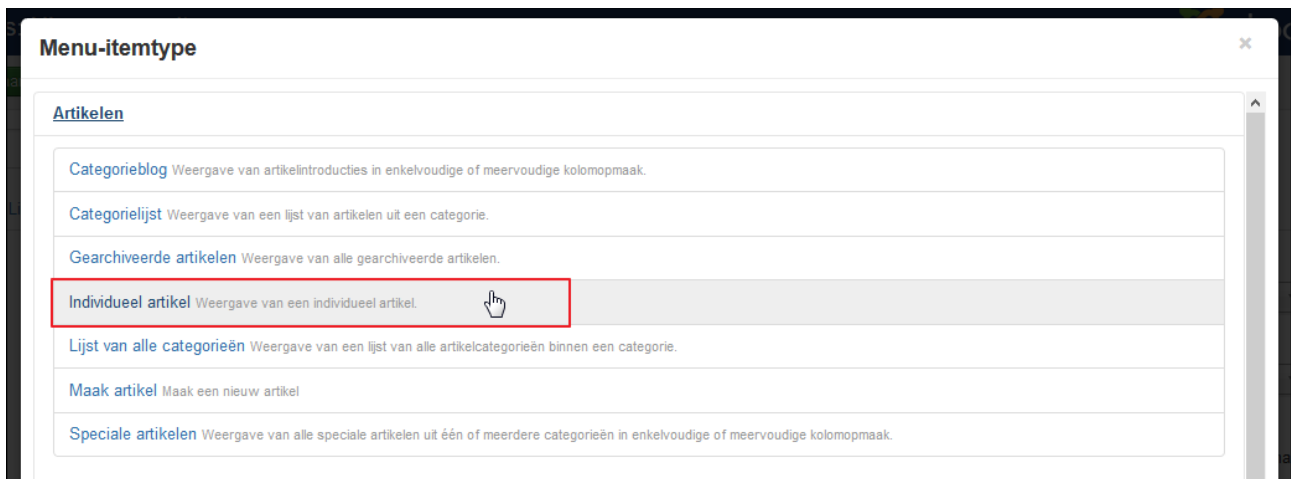 Menu-itemtype
Artikelen
Categorieblog Weergave van artikelintroducties in enkelvoudige of meervoudige kolomopmaak.
Categorielijst Weergave van een lijst van artikelen uit een categorie.
Gearchiveerde artikelen Weergave van alle gearchiveerde artikelen.
Individueel artikel Weergave van een individueel artikel.
Lijst van alle categorieën Weergave van een lijst van alle artikelcategorieën binnen een categorie.
Maak artikel Maak een nieuw artikel
Speciale artikelen Weergave van alle speciale artikelen uit één of meerdere categorieën in enkelvoudige of meervoudige kolomopmaak.